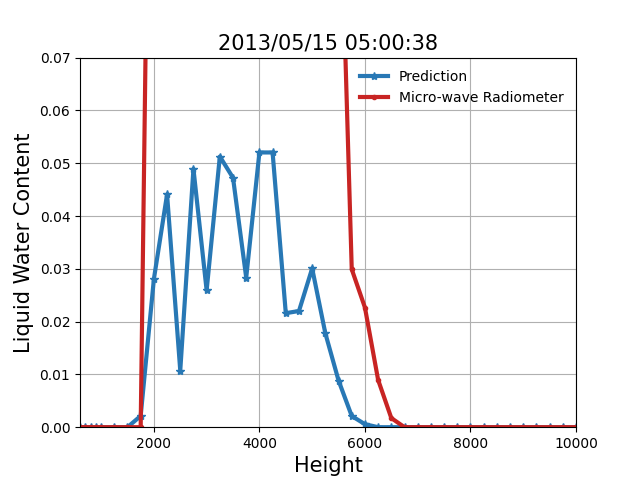 2013/05/15 05:00:38
0.07
0.06
0.05
0.04
0.03
0.02
0.01
0.00
Liquid Water Content
Prediction
Micro-wave Radiometer
2000 4000 6000 8000 10000
Height